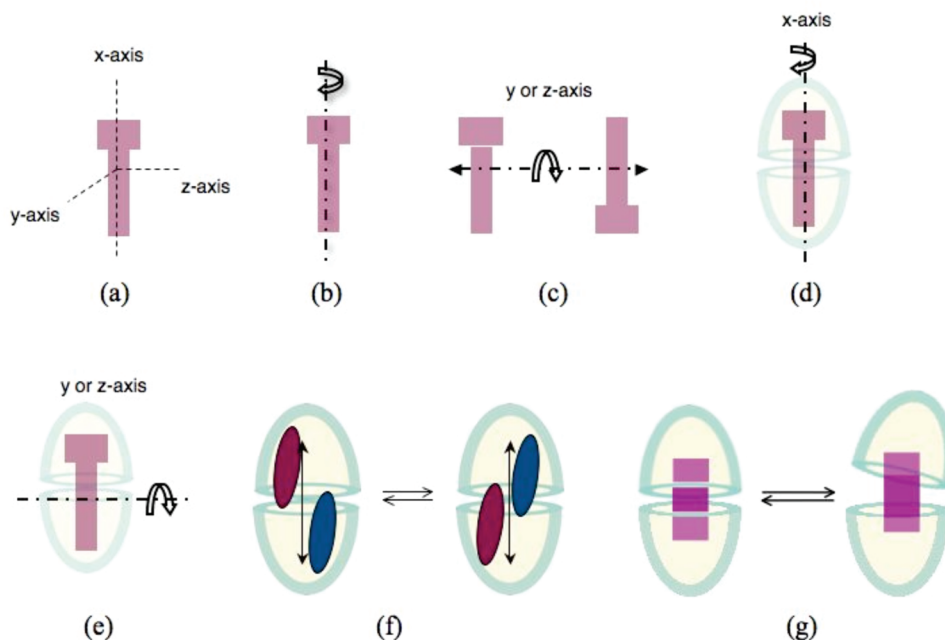 x-axis
y-axis
z-axis
(a)
(b)
y or z-axis
(c)
x-axis
(d)
y or z-axis
(e)
(f)
(g)